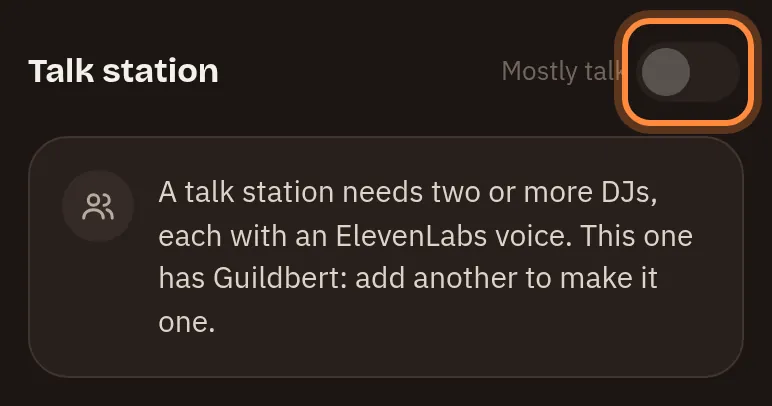 Talk station
Mostly talk
A talk station needs two or more DJs,
each with an ElevenLabs voice. This one
has Guildbert: add another to make it
one.